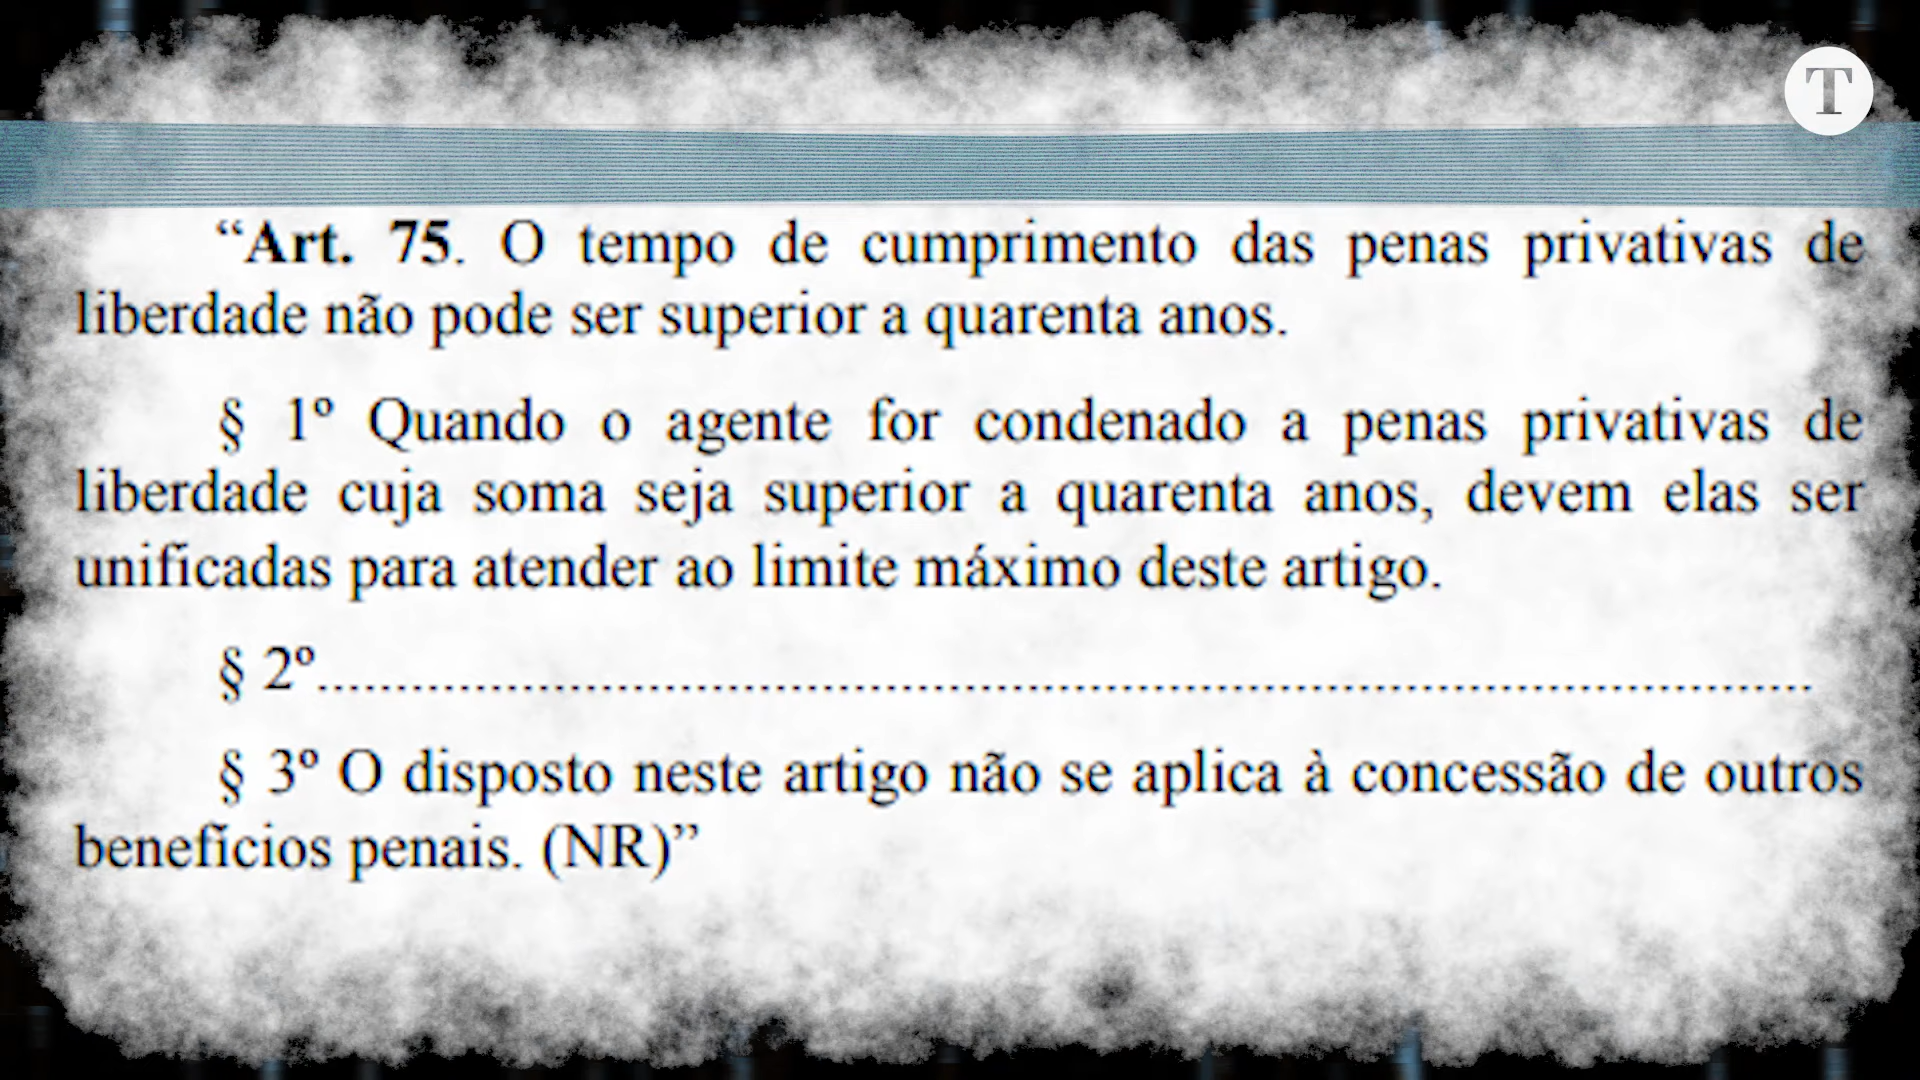 T
“Art. 75. O tempo de cumprimento das penas privativas de
liberdade não pode ser superior a quarenta anos.
§ 1º Quando o agente for condenado a penas privativas de
liberdade cuja soma seja superior a quarenta anos, devem elas ser
unificadas para atender ao limite máximo deste artigo.
§ 2º..........................................................................................
§ 3º O disposto neste artigo não se aplica à concessão de outros
benefícios penais. (NR)”